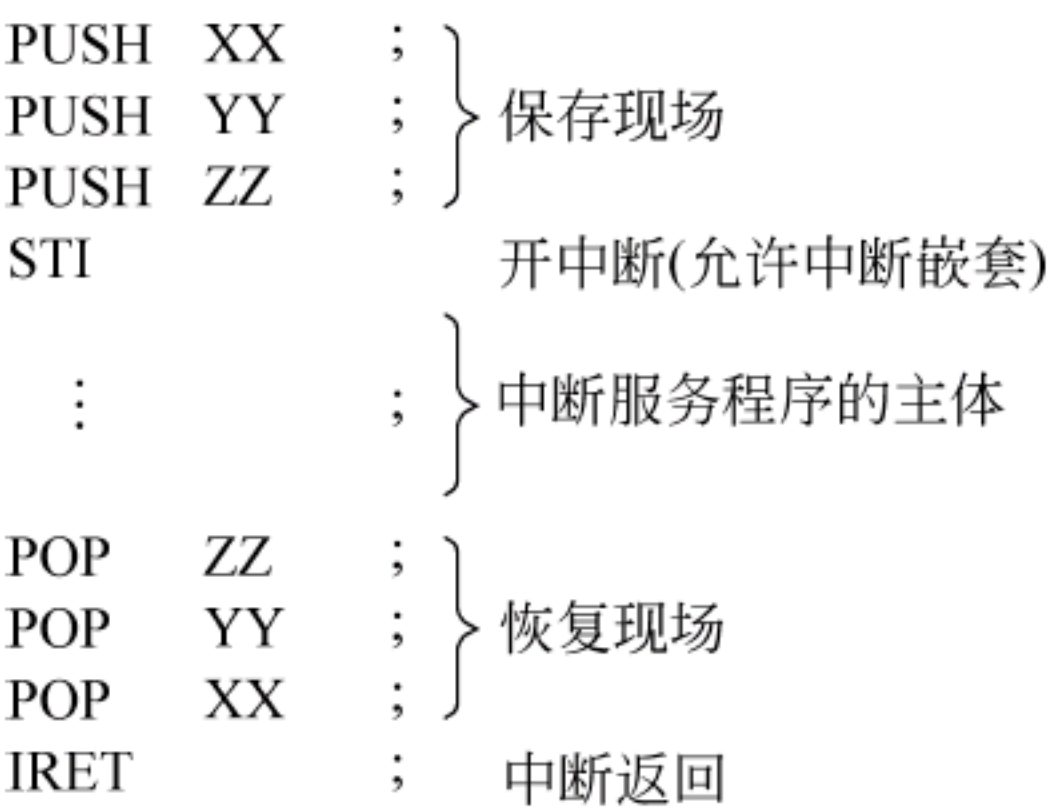 PUSH XX ;
PUSH YY ; 保存现场
PUSH ZZ ;
STI 开中断(允许中断嵌套)
⋮ ; 中断服务程序的主体
POP ZZ ;
POP YY ; 恢复现场
POP XX ;
IRET ; 中断返回